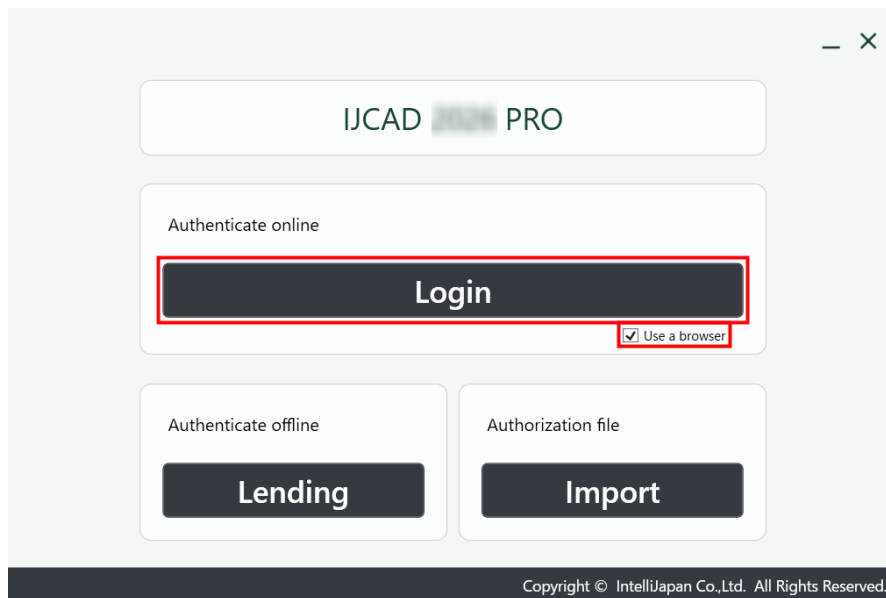 IJCAD PRO
Authenticate online
Login
Use a browser
Authenticate offline
Lending
Authorization file
Import
Copyright © IntelliJapan Co.,Ltd. All Rights Reserved.